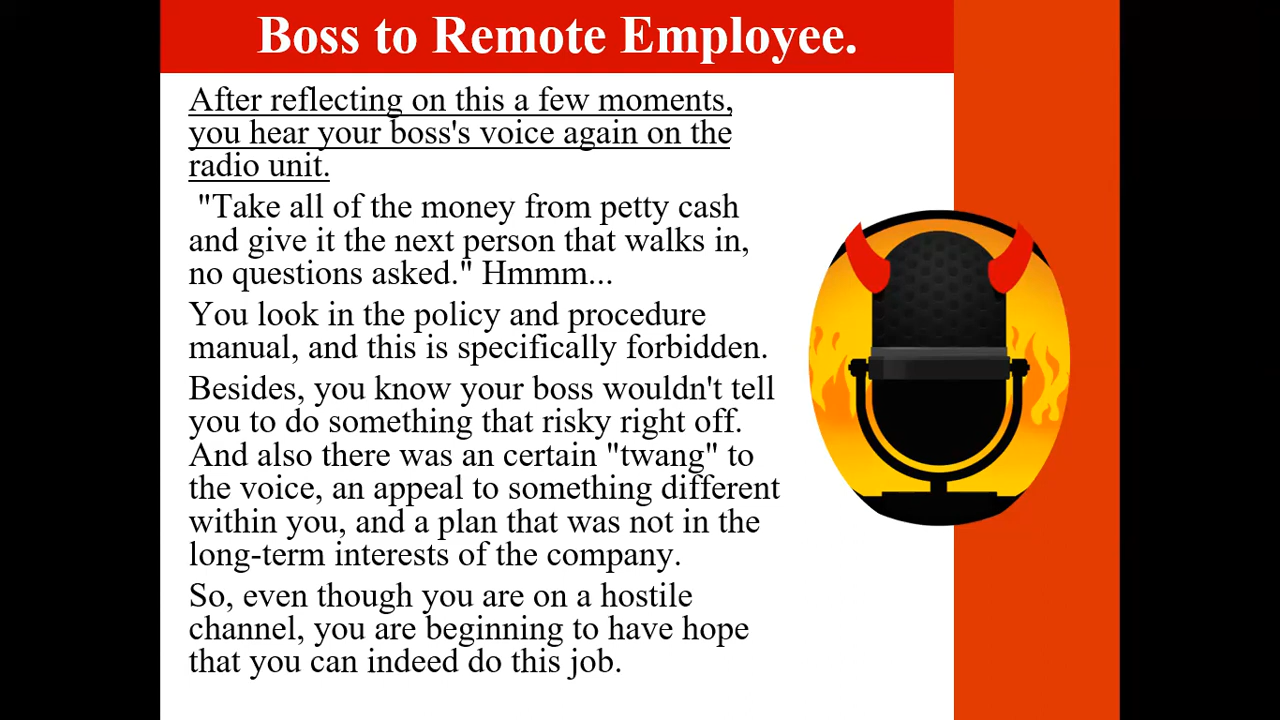 Boss to Remote Employee.
After reflecting on this a few moments,
you hear your boss's voice again on the
radio unit.
"Take all of the money from petty cash
and give it the next person that walks in,
no questions asked." Hmmm...
You look in the policy and procedure
manual, and this is specifically forbidden.
Besides, you know your boss wouldn't tell
you to do something that risky right off.
And also there was an certain "twang" to
the voice, an appeal to something different
within you, and a plan that was not in the
long-term interests of the company.
So, even though you are on a hostile
channel, you are beginning to have hope
that you can indeed do this job.